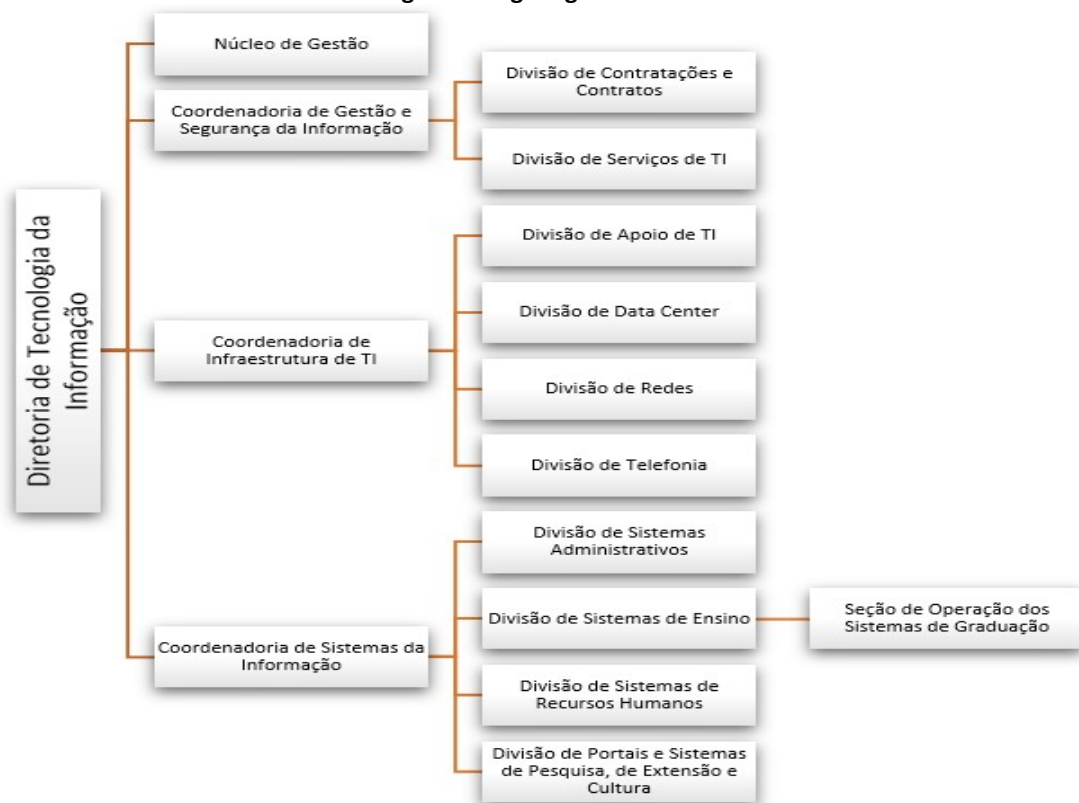 Núcleo de Gestão
Coordenadoria de Gestão e
Segurança da Informação
Divisão de Contratações e
Contratos
Divisão de Serviços de TI
Diretoria de Tecnologia da
Informação
Coordenadoria de
Infraestrutura de TI
Divisão de Apoio de TI
Divisão de Data Center
Divisão de Redes
Divisão de Telefonia
Coordenadoria de Sistemas da
Informação
Divisão de Sistemas
Administrativos
Divisão de Sistemas de Ensino
Seção de Operação dos
Sistemas de Graduação
Divisão de Sistemas de
Recursos Humanos
Divisão de Portais e Sistemas
de Pesquisa, de Extensão e
Cultura